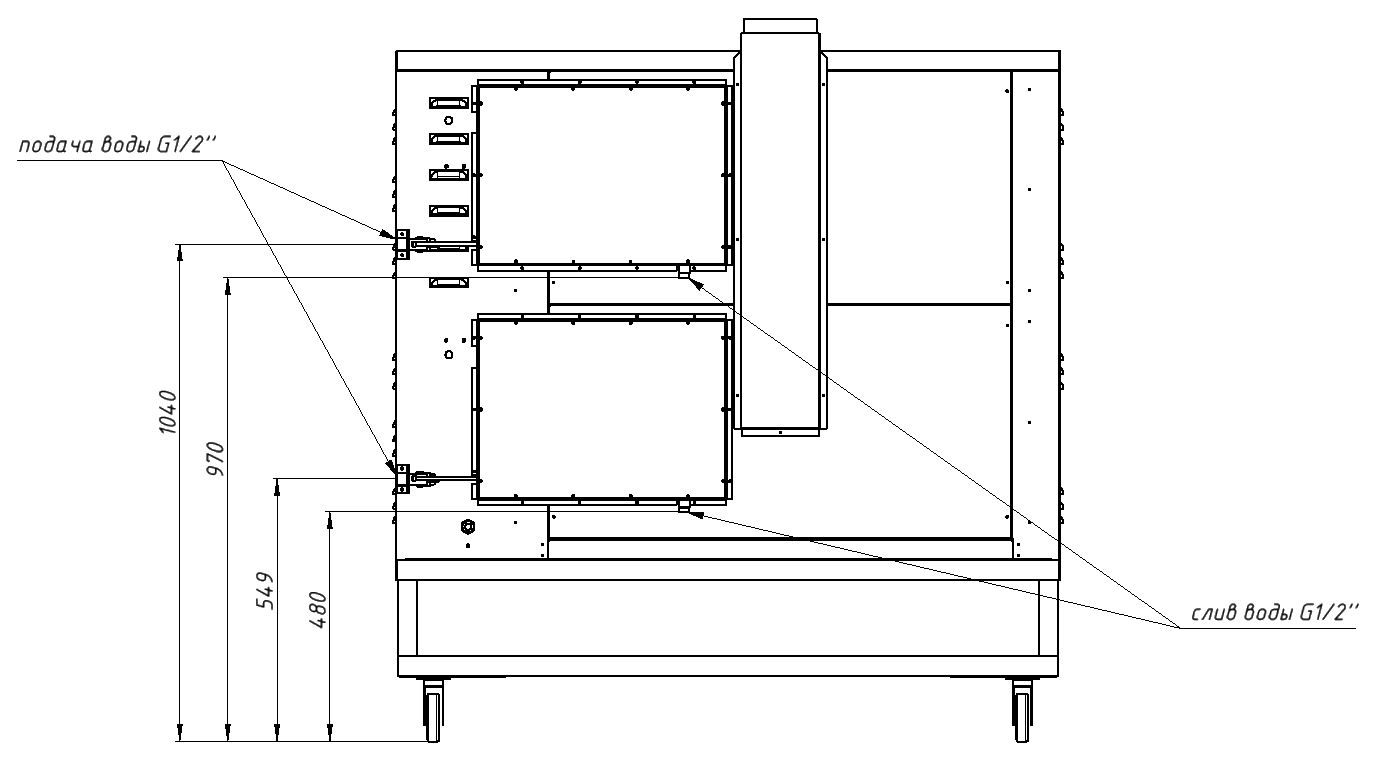 подача воды G1/2''
1040
970
549
480
слив воды G1/2''